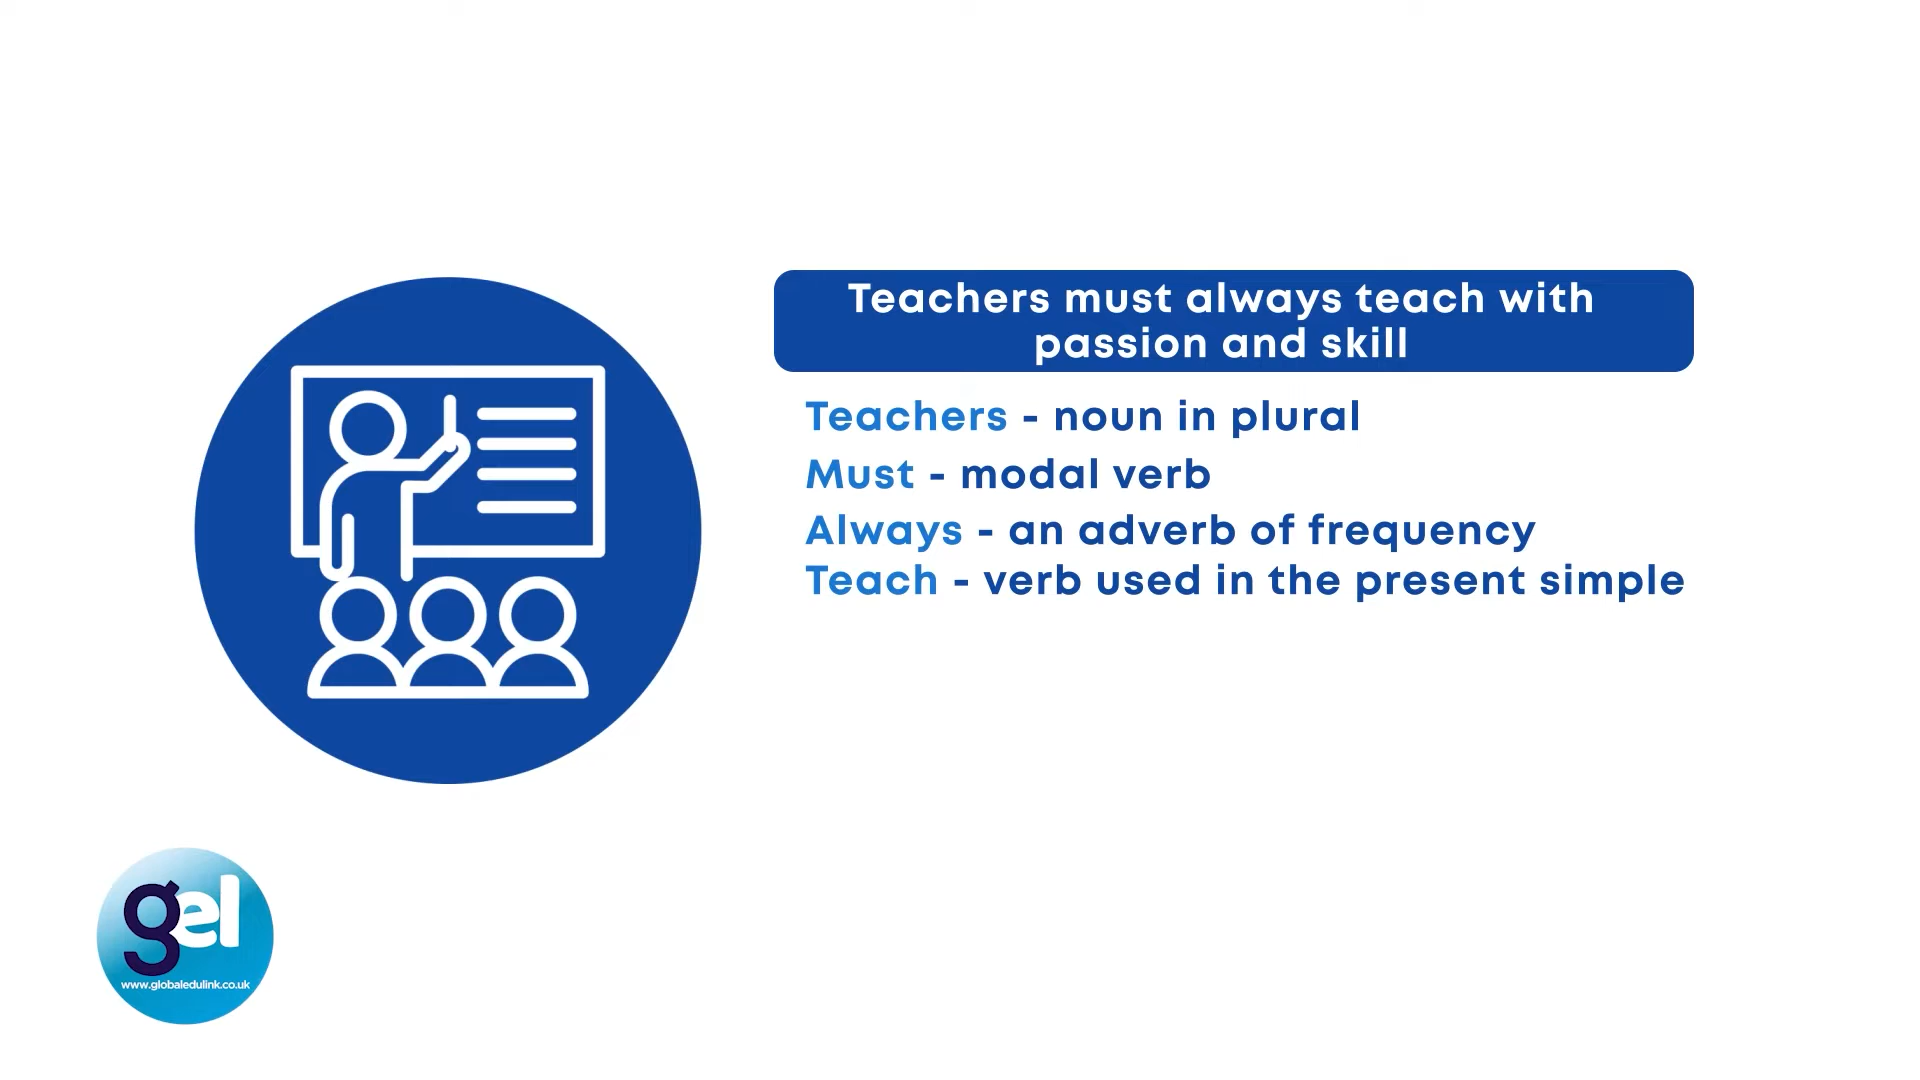 Teachers must always teach with
passion and skill
Teachers - noun in plural
Must - modal verb
Always - an adverb of frequency
Teach - verb used in the present simple
gel
www.globaledulink.co.uk